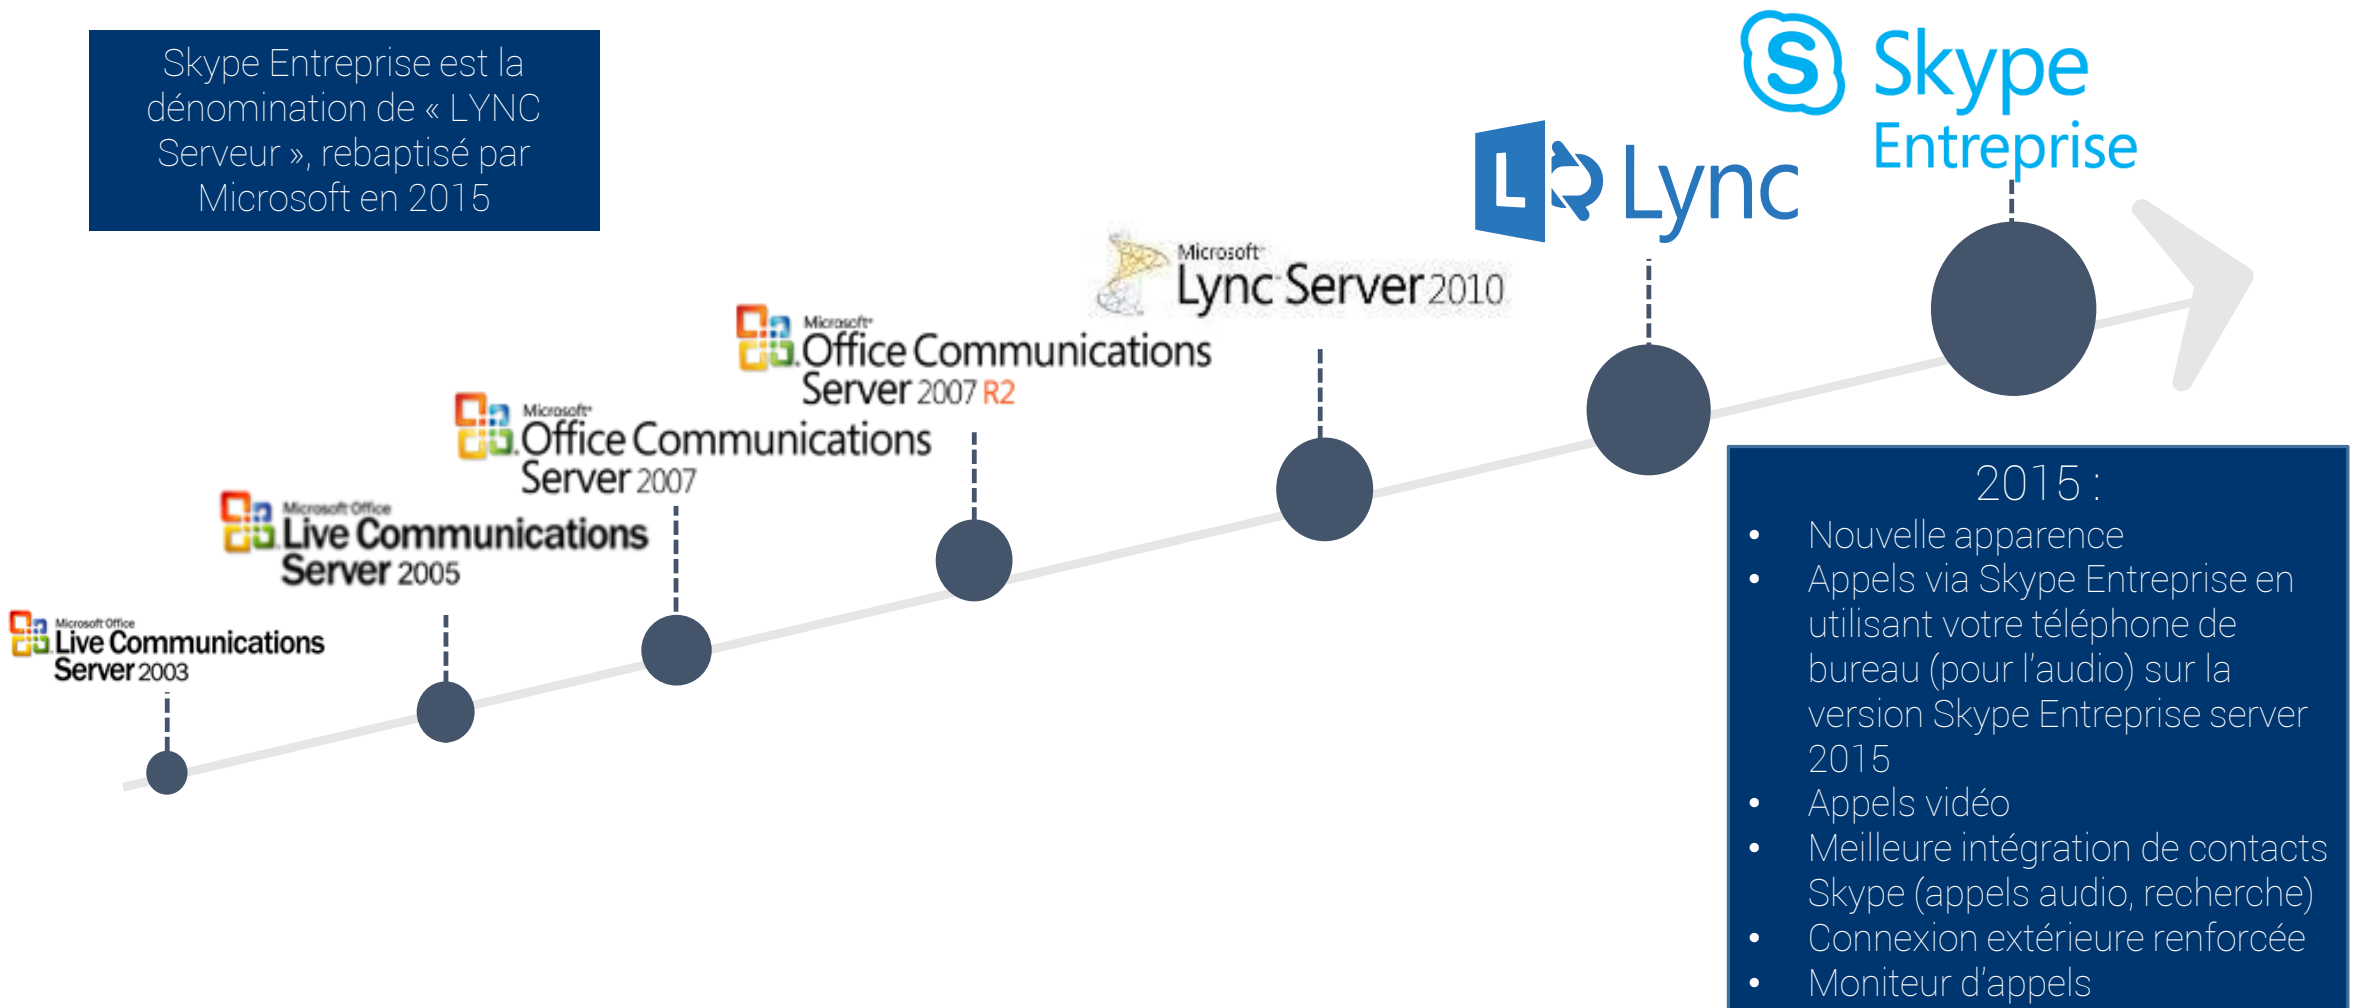 Skype Entreprise est la
dénomination de « LYNC
Serveur », rebaptisé par
Microsoft en 2015
Microsoft Office
Live Communications
Server 2003
Microsoft Office
Live Communications
Server 2005
Microsoft
Office Communications
Server 2007
Microsoft
Office Communications
Server 2007 R2
Microsoft
Lync Server 2010
L Lync
S Skype
Entreprise
2015 :
• Nouvelle apparence
• Appels via Skype Entreprise en
utilisant votre téléphone de
bureau (pour l'audio) sur la
version Skype Entreprise server
2015
• Appels vidéo
• Meilleure intégration de contacts
Skype (appels audio, recherche)
• Connexion extérieure renforcée
• Moniteur d'appels